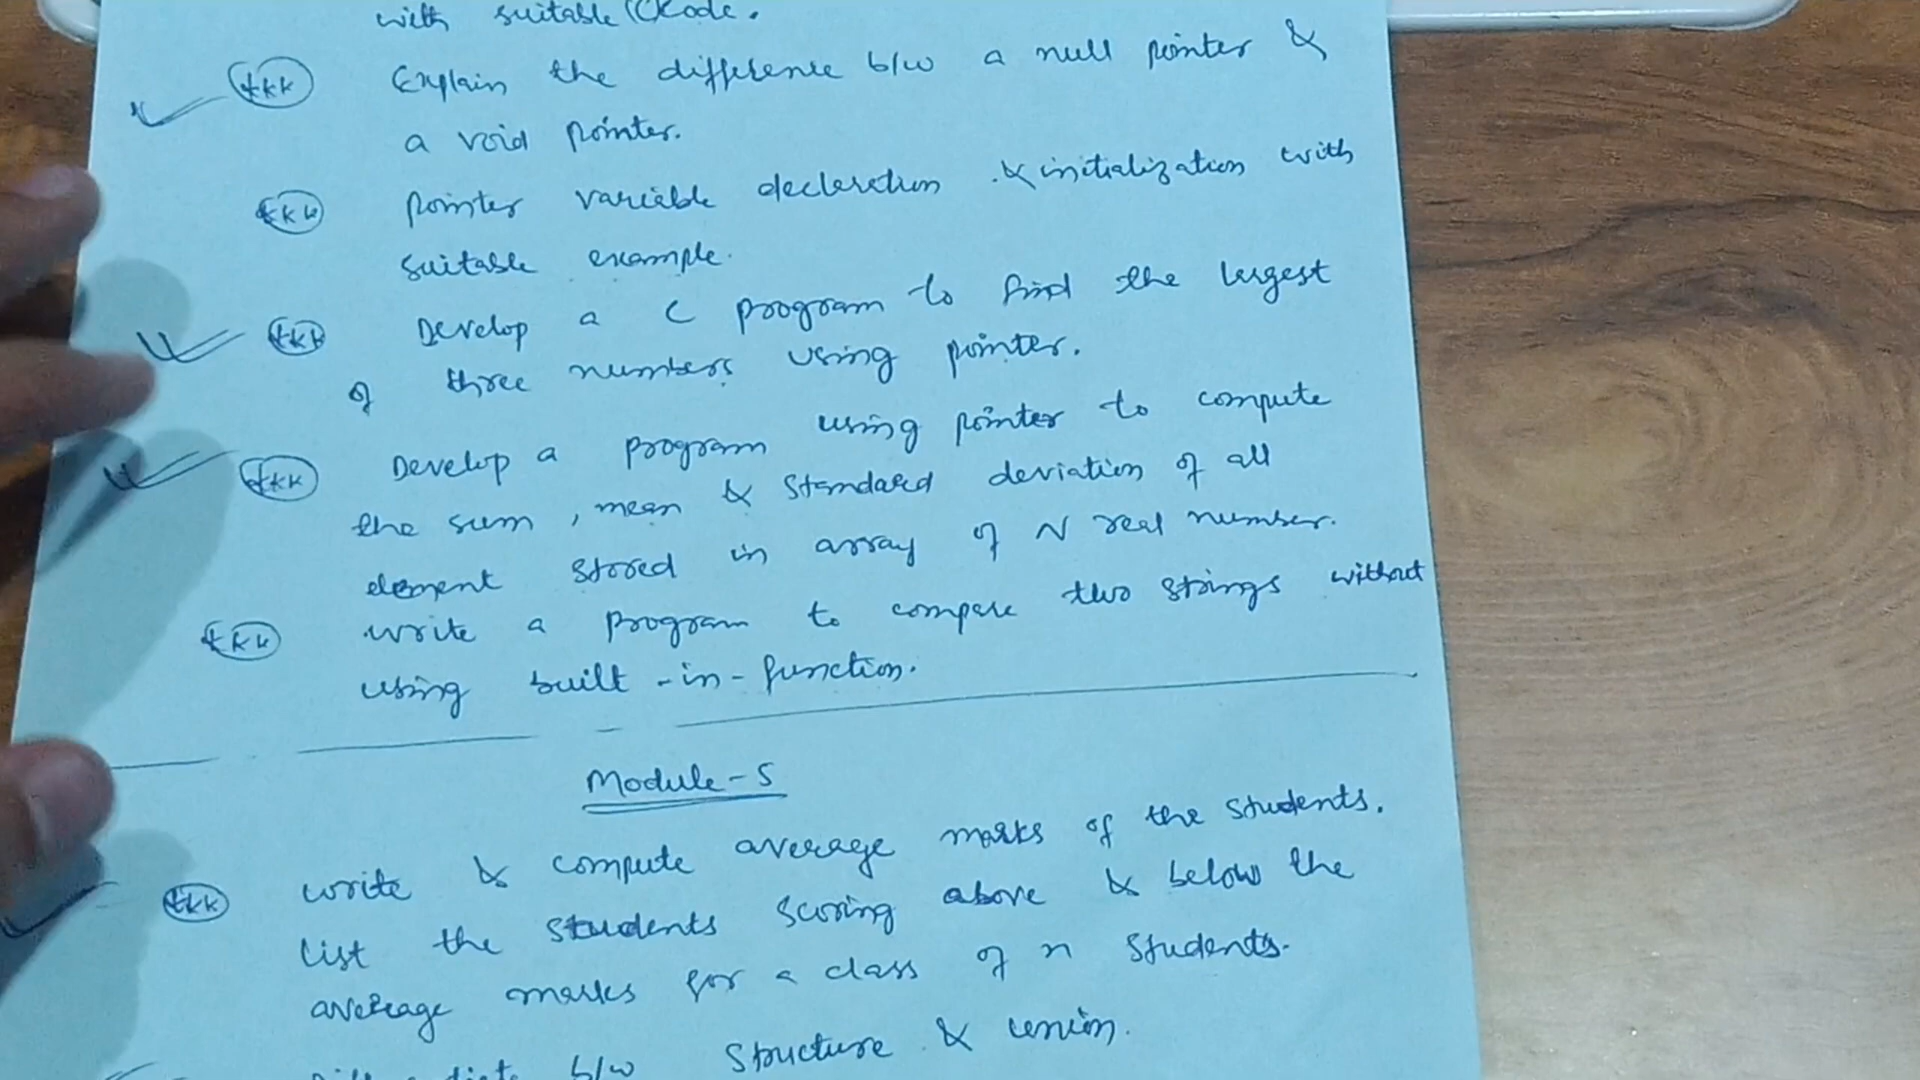 with suitable C Code.
*** Explain the difference b/w a null pointer &
a void pointer.
*** pointer variable decleration & initialization with
suitable example.
*** Develop a C program to find the largest
of three numbers using pointer.
*** Develop a program using pointer to compute
the sum, mean & standard deviation of all
element stored in array of N real number.
*** write a program to compare two strings without
using built-in-function.
Module-5
*** write & compute average marks of the students.
list the students scoring above & below the
average marks for a class of n students.
b/w structure & union.